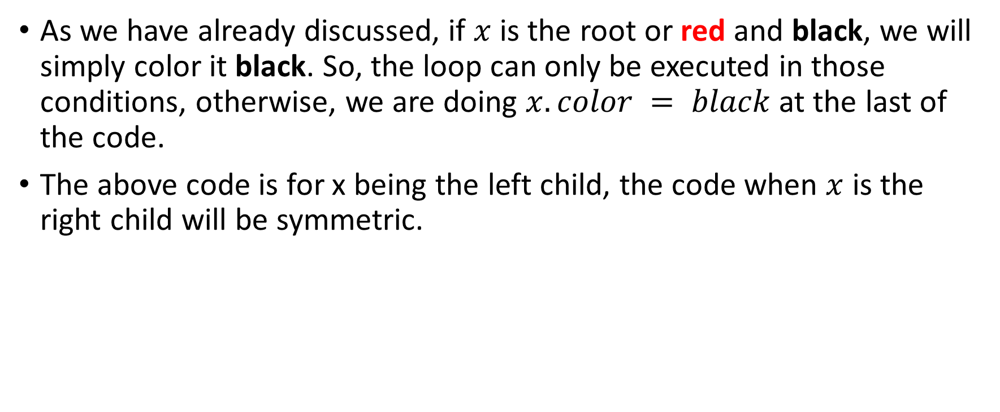 • As we have already discussed, if x is the root or red and black, we will
simply color it black. So, the loop can only be executed in those
conditions, otherwise, we are doing x. color = black at the last of
the code.
• The above code is for x being the left child, the code when x is the
right child will be symmetric.